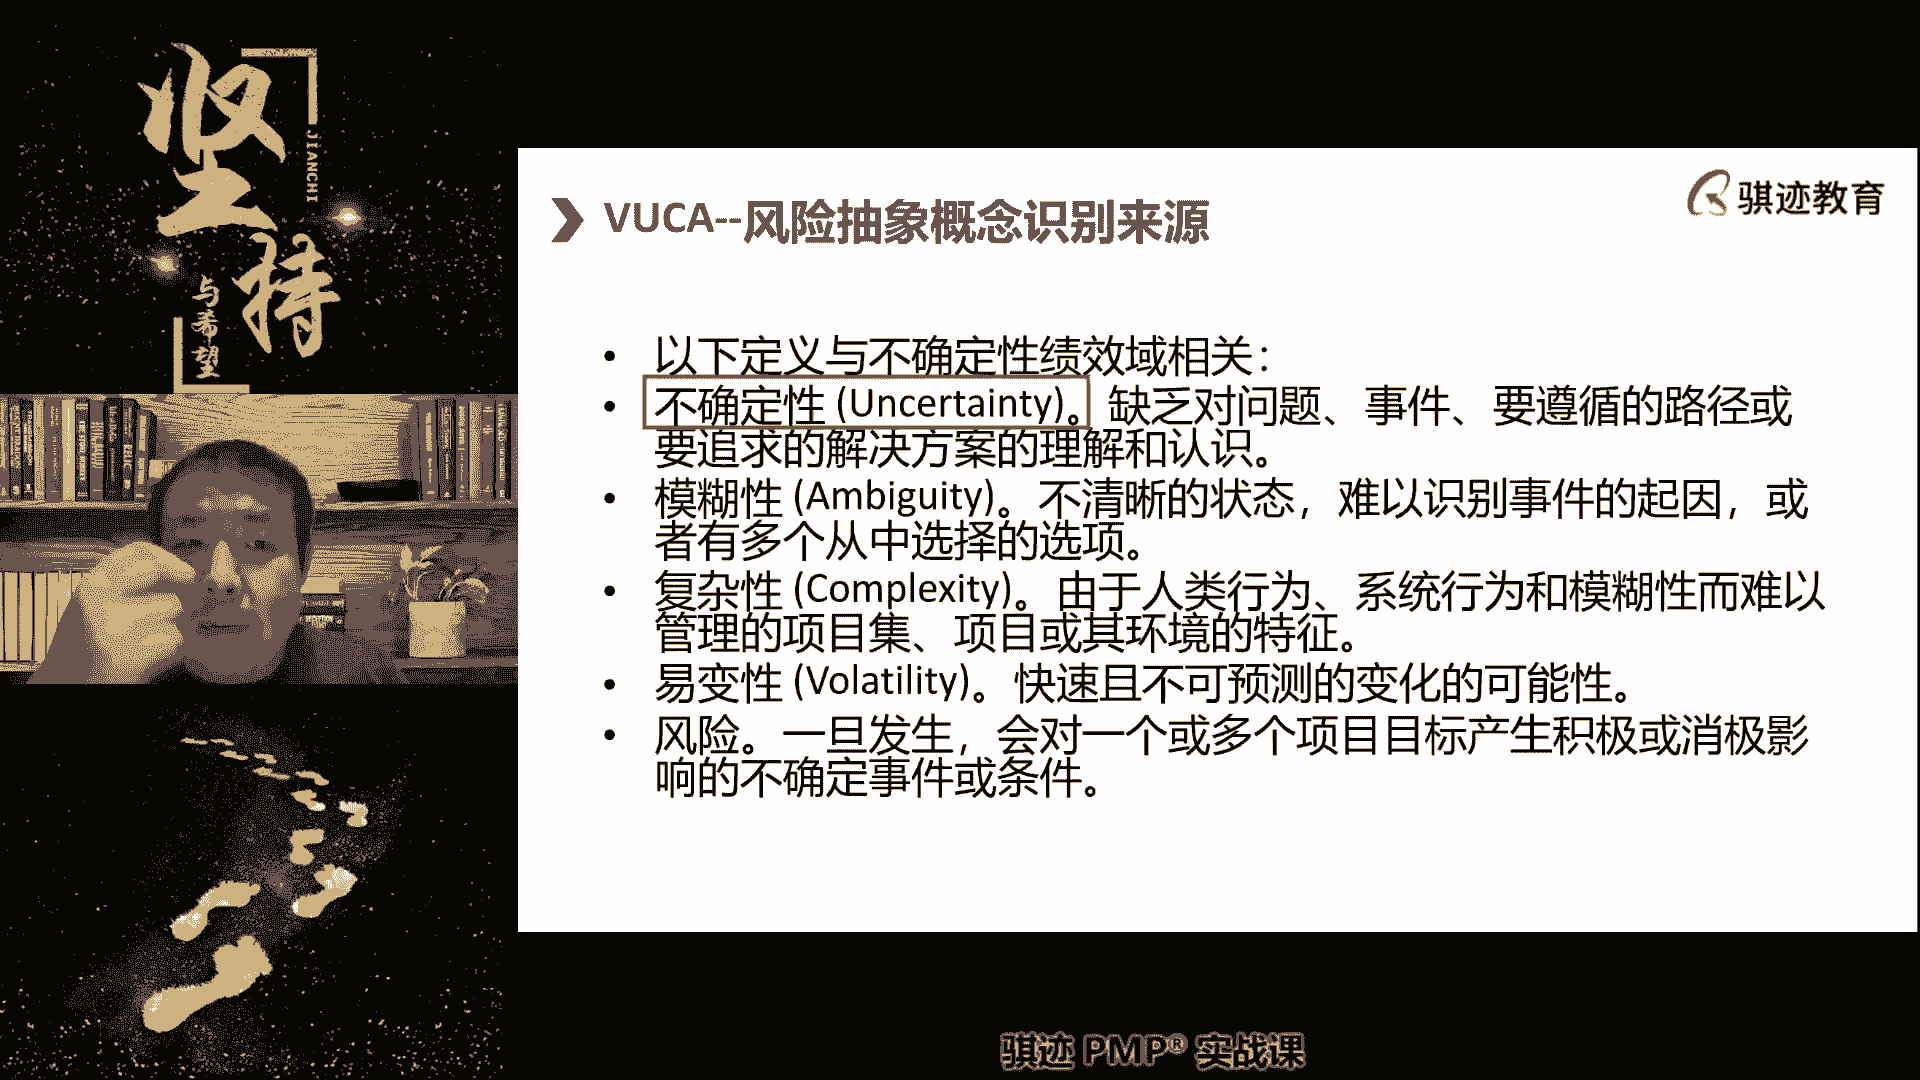 坚持
JIANCHI
与希望
骐迹教育
VUCA--风险抽象概念识别来源
• 以下定义与不确定性绩效域相关：
• 不确定性 (Uncertainty)。缺乏对问题、事件、要遵循的路径或
要追求的解决方案的理解和认识。
• 模糊性 (Ambiguity)。不清晰的状态，难以识别事件的起因，或
者有多个从中选择的选项。
• 复杂性 (Complexity)。由于人类行为、系统行为和模糊性而难以
管理的项目集、项目或其环境的特征。
• 易变性 (Volatility)。快速且不可预测的变化的可能性。
• 风险。一旦发生，会对一个或多个项目目标产生积极或消极影
响的不确定事件或条件。
骐迹 PMP® 实战课